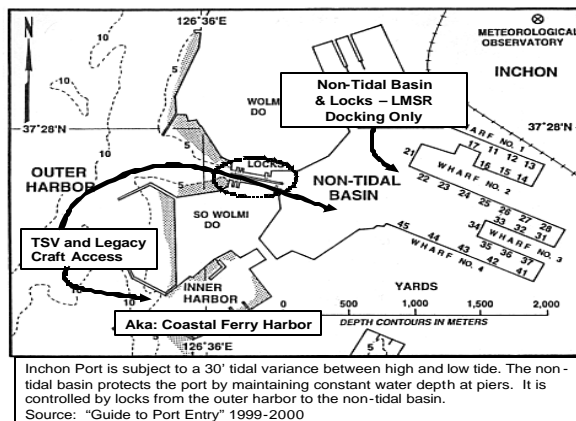 126°36'E
METEOROLOGICAL
OBSERVATORY
INCHON
N
10
10
10
5
5
Non-Tidal Basin
& Locks – LMSR
Docking Only
WOLMI
DO
37°28'N
37°28'N
WHARF NO. 1
17 11 12 13
16 15 14
21
WHARF NO. 2
22 23 24 25 26 27 28
LOCKS
OUTER
HARBOR
5
NON-TIDAL
BASIN
SO WOLMI
DO
33 32 31
34 WHARF NO. 3
35 36 37
45 44 43 42 41
WHARF NO. 4
TSV and Legacy
Craft Access
10
10
5
INNER
HARBOR
YARDS
0 500 1,000 1,500 2,000
DEPTH CONTOURS IN METERS
Aka: Coastal Ferry Harbor
126°36'E
5
Inchon Port is subject to a 30' tidal variance between high and low tide. The non-
tidal basin protects the port by maintaining constant water depth at piers. It is
controlled by locks from the outer harbor to the non-tidal basin.
Source: "Guide to Port Entry" 1999-2000